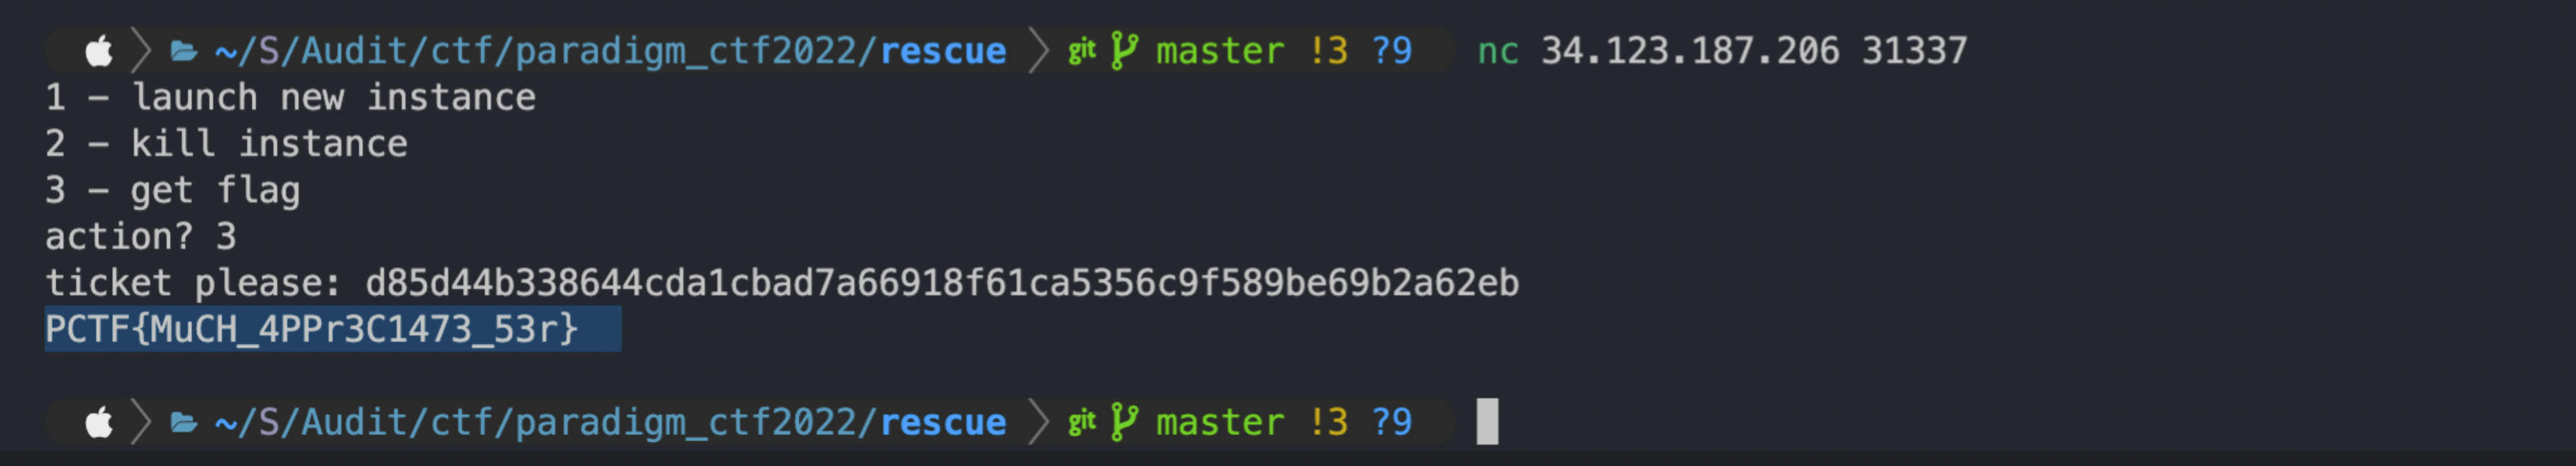 ~/S/Audit/ctf/paradigm_ctf2022/rescue git master !3 ?9 nc 34.123.187.206 31337
1 – launch new instance
2 – kill instance
3 – get flag
action? 3
ticket please: d85d44b338644cda1cbad7a66918f61ca5356c9f589be69b2a62eb
PCTF{MuCH_4PPr3C1473_53r}
~/S/Audit/ctf/paradigm_ctf2022/rescue git master !3 ?9